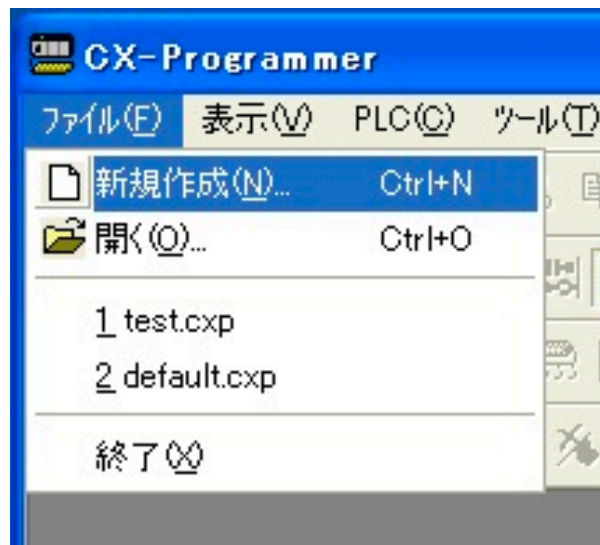 CX-Programmer
ファイル(F) 表示(V) PLC(C) ツール(T)
新規作成(N)... Ctrl+N
開く(O)... Ctrl+O
1 test.cxp
2 default.cxp
終了(X)